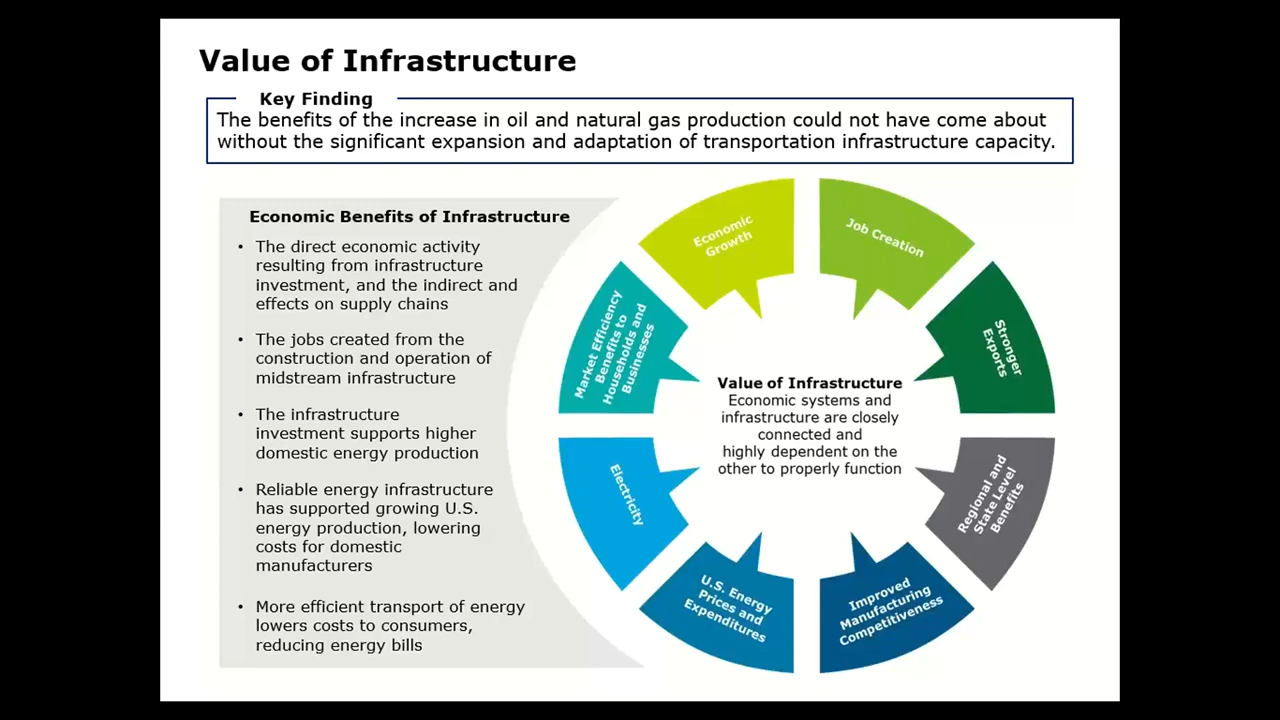 Value of Infrastructure
Key Finding
The benefits of the increase in oil and natural gas production could not have come about
without the significant expansion and adaptation of transportation infrastructure capacity.
Economic Benefits of Infrastructure
• The direct economic activity
resulting from infrastructure
investment, and the indirect and
effects on supply chains
• The jobs created from the
construction and operation of
midstream infrastructure
• The infrastructure
investment supports higher
domestic energy production
• Reliable energy infrastructure
has supported growing U.S.
energy production, lowering
costs for domestic
manufacturers
• More efficient transport of energy
lowers costs to consumers,
reducing energy bills
Economic
Growth
Job Creation
Stronger
Exports
Regional and
State Level
Benefits
Improved
Manufacturing
Competitiveness
U.S. Energy
Prices and
Expenditures
Electricity
Market Efficiency
Benefits to
Households and
Businesses
Value of Infrastructure
Economic systems and
infrastructure are closely
connected and
highly dependent on the
other to properly function